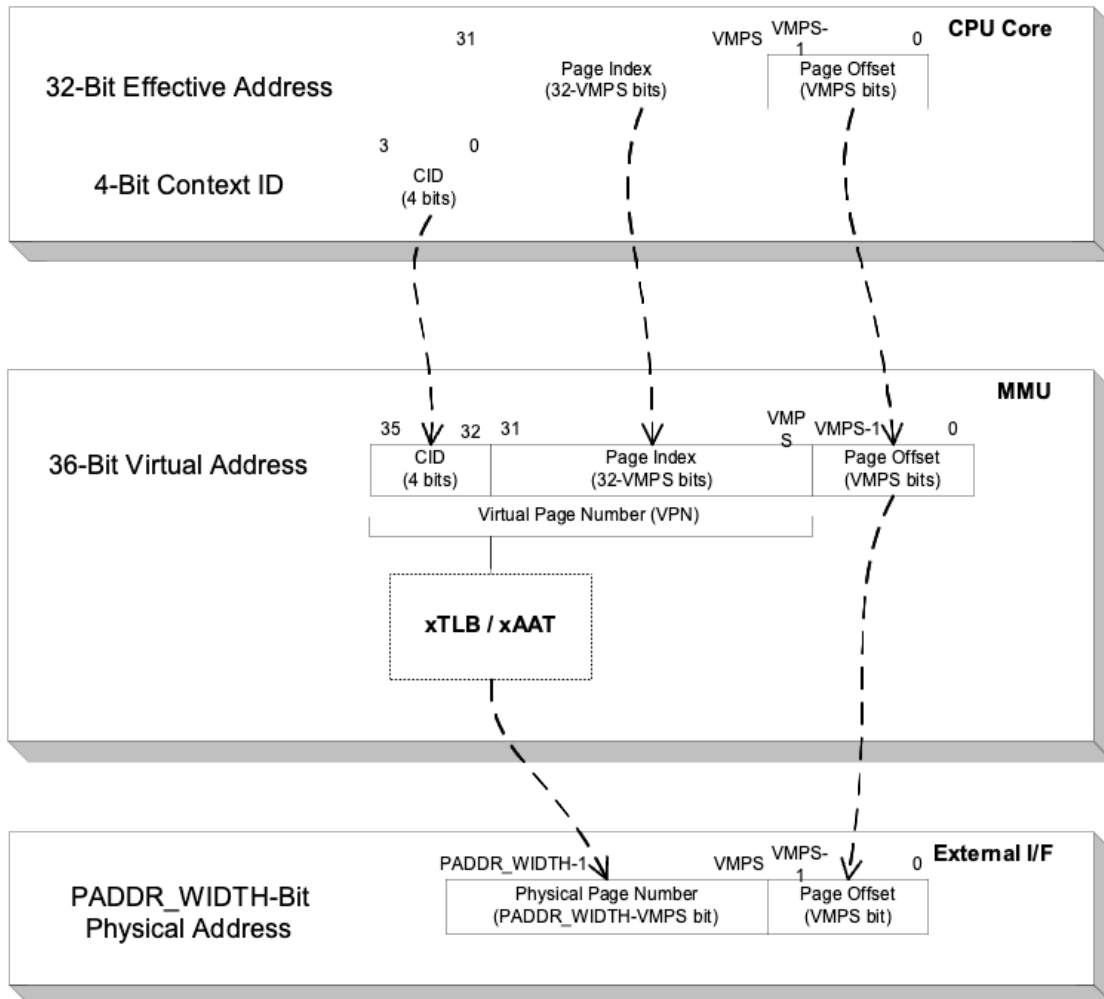 CPU Core
31
VMPS
VMPS-
1
0
32-Bit Effective Address
Page Index
(32-VMPS bits)
Page Offset
(VMPS bits)
3
0
4-Bit Context ID
CID
(4 bits)
MMU
35
32
31
VMP
S
VMPS-1
0
36-Bit Virtual Address
CID
(4 bits)
Page Index
(32-VMPS bits)
Page Offset
(VMPS bits)
Virtual Page Number (VPN)
xTLB / xAAT
External I/F
PADDR_WIDTH-1
VMPS
VMPS-
1
0
PADDR_WIDTH-Bit
Physical Address
Physical Page Number
(PADDR_WIDTH-VMPS bit)
Page Offset
(VMPS bit)